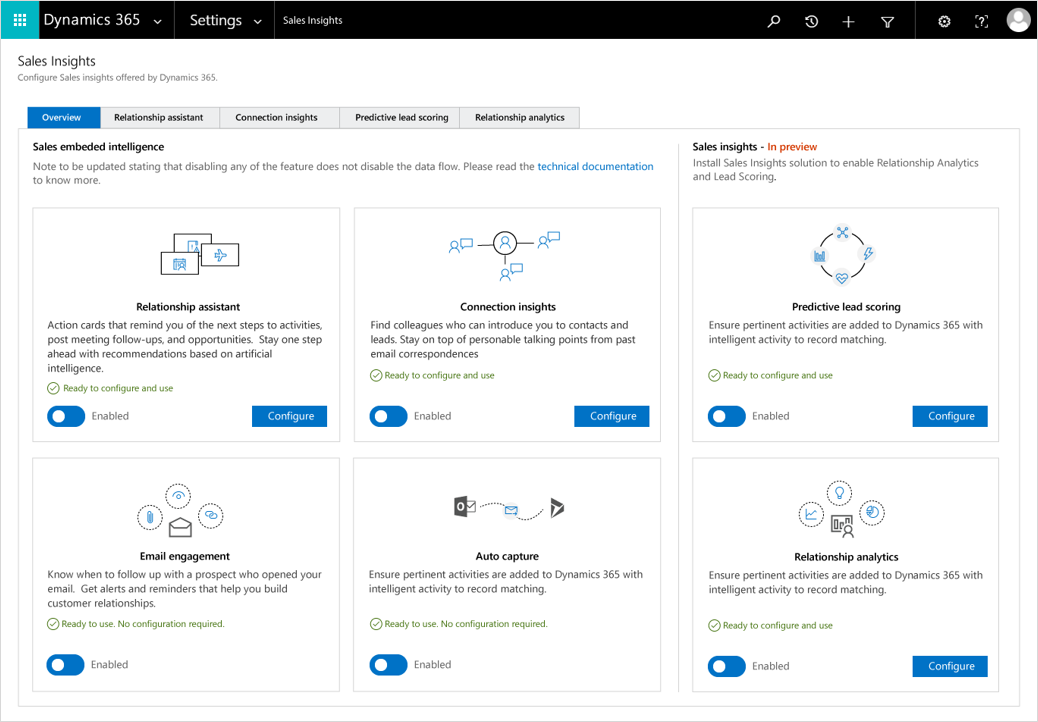 Dynamics 365
Settings
Sales Insights
Sales Insights
Configure Sales insights offered by Dynamics 365.
Overview
Relationship assistant
Connection insights
Predictive lead scoring
Relationship analytics
Sales embeded intelligence
Note to be updated stating that disabling any of the feature does not disable the data flow. Please read the technical documentation
to know more.
Sales insights - In preview
Install Sales Insights solution to enable Relationship Analytics
and Lead Scoring.
Relationship assistant
Action cards that remind you of the next steps to activities,
post meeting follow-ups, and opportunities. Stay one step
ahead with recommendations based on artificial
intelligence.
Ready to configure and use
Enabled
Configure
Connection insights
Find colleagues who can introduce you to contacts and
leads. Stay on top of personable talking points from past
email correspondences
Ready to configure and use
Enabled
Configure
Predictive lead scoring
Ensure pertinent activities are added to Dynamics 365 with
intelligent activity to record matching.
Ready to configure and use
Enabled
Configure
Email engagement
Know when to follow up with a prospect who opened your
email. Get alerts and reminders that help you build
customer relationships.
Ready to use. No configuration required.
Enabled
Auto capture
Ensure pertinent activities are added to Dynamics 365 with
intelligent activity to record matching.
Ready to use. No configuration required.
Enabled
Relationship analytics
Ensure pertinent activities are added to Dynamics 365 with
intelligent activity to record matching.
Ready to configure and use
Enabled
Configure